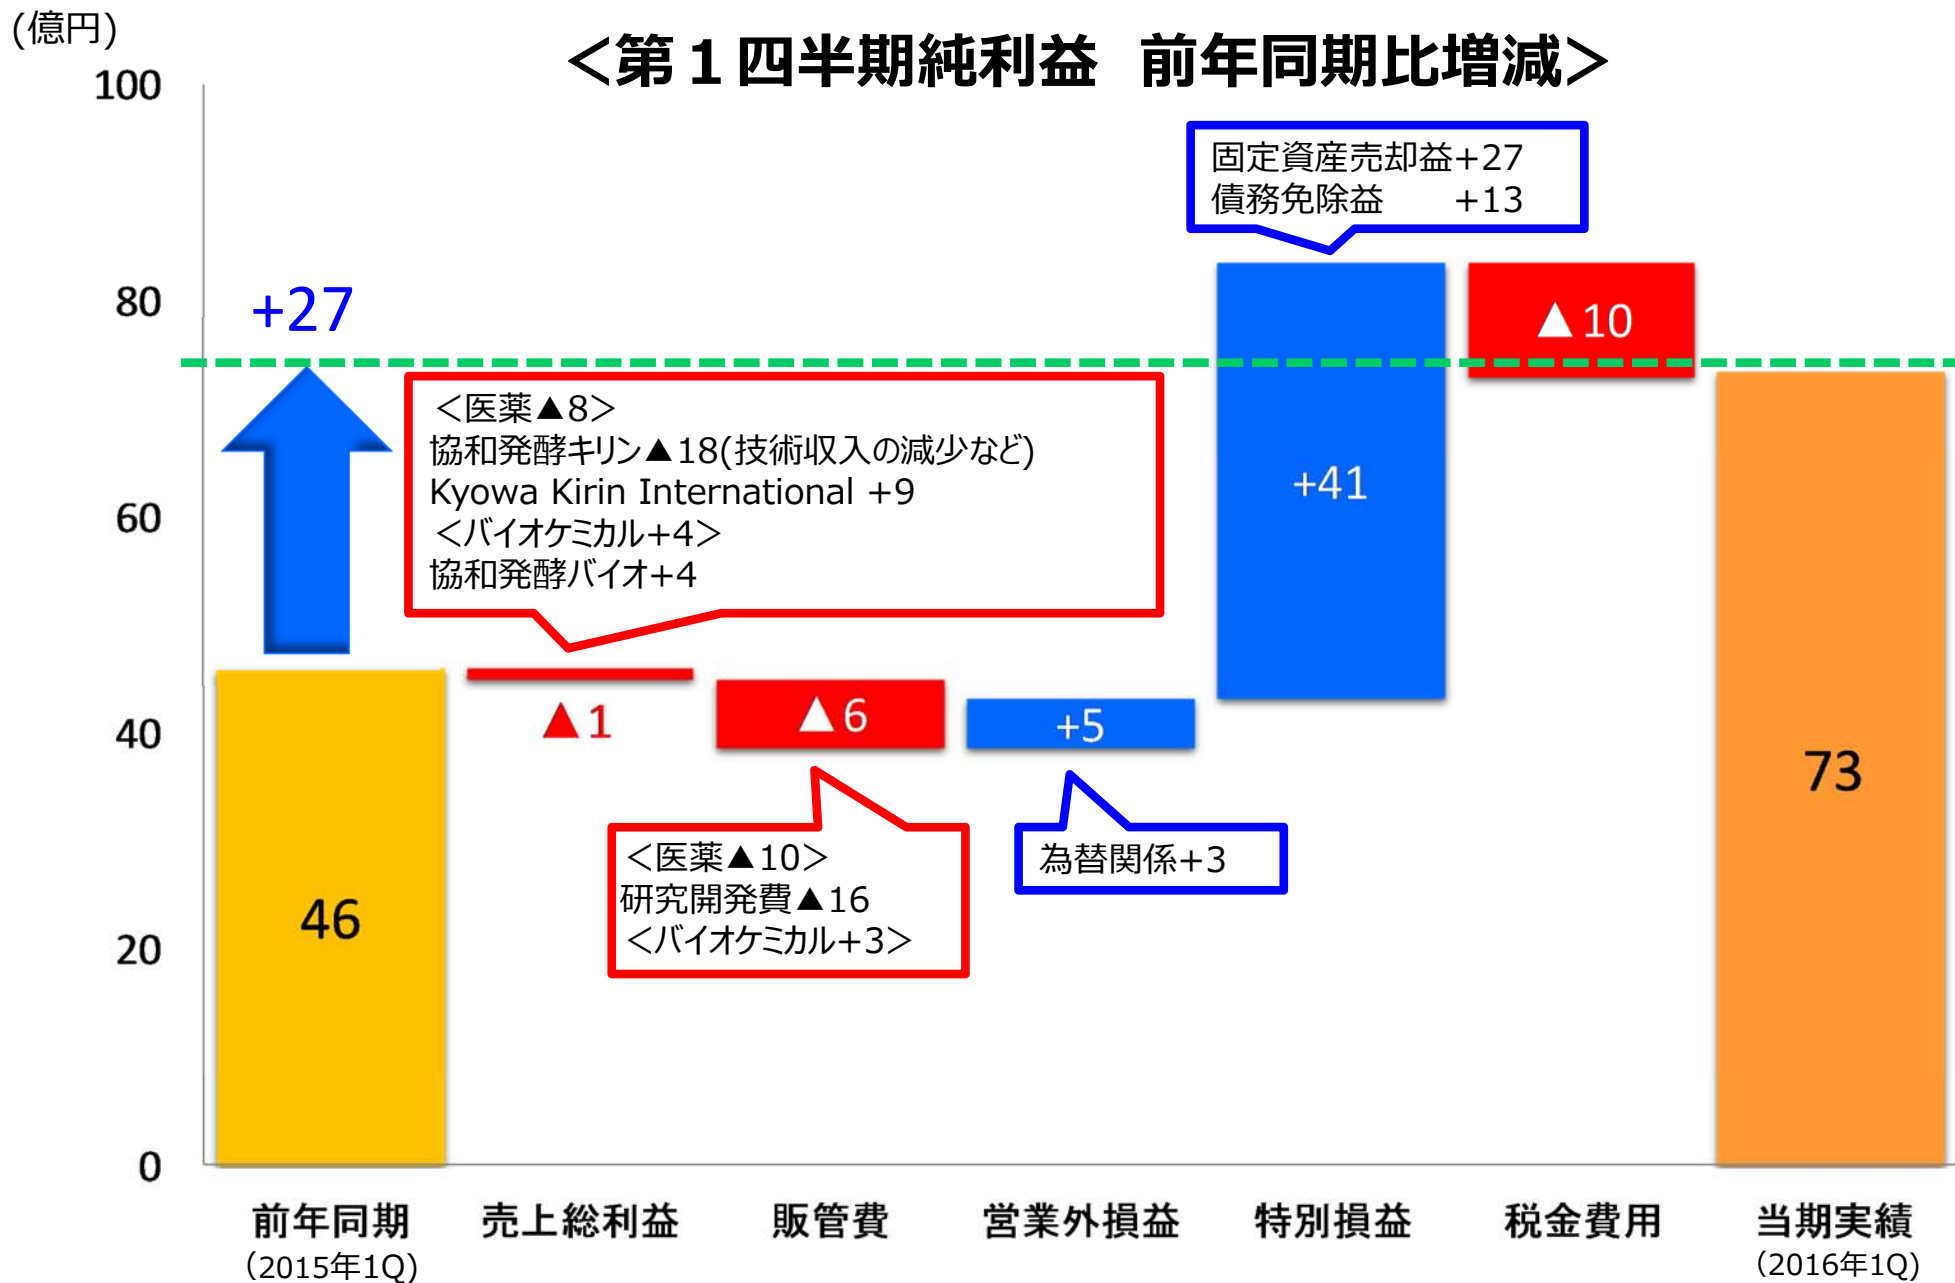 (億円)
＜第１四半期純利益　前年同期比増減＞
100
80
60
40
20
0
+27
固定資産売却益+27
債務免除益　　+13
＜医薬▲8＞
協和発酵キリン▲18(技術収入の減少など)
Kyowa Kirin International +9
＜バイオケミカル+4＞
協和発酵バイオ+4
46
▲1
▲6
+5
+41
▲10
73
＜医薬▲10＞
研究開発費▲16
＜バイオケミカル+3＞
為替関係+3
前年同期
（2015年1Q)
売上総利益
販管費
営業外損益
特別損益
税金費用
当期実績
（2016年1Q)